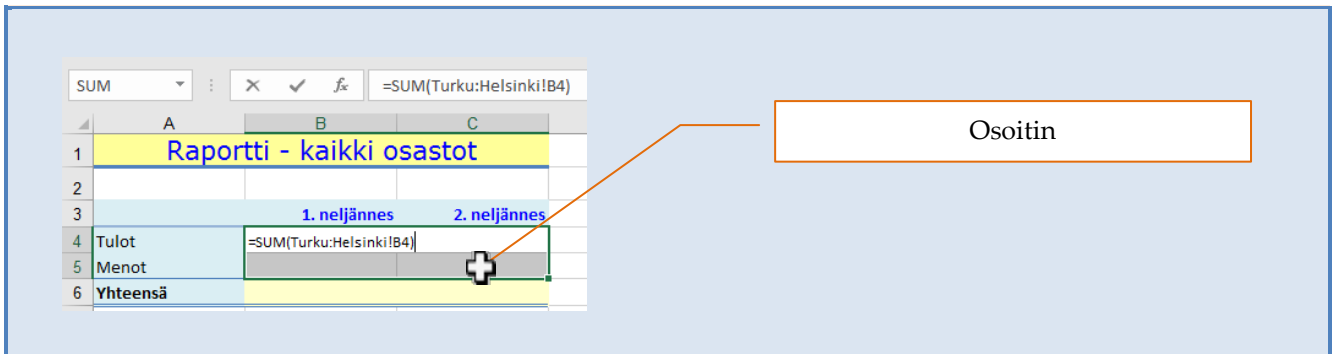 SUM fx =SUM(Turku:Helsinki!B4)
A B C
1 Raportti - kaikki osastot
2
3 1. neljännes 2. neljännes
4 Tulot =SUM(Turku:Helsinki!B4)
5 Menot
6 Yhteensä
Osoitin